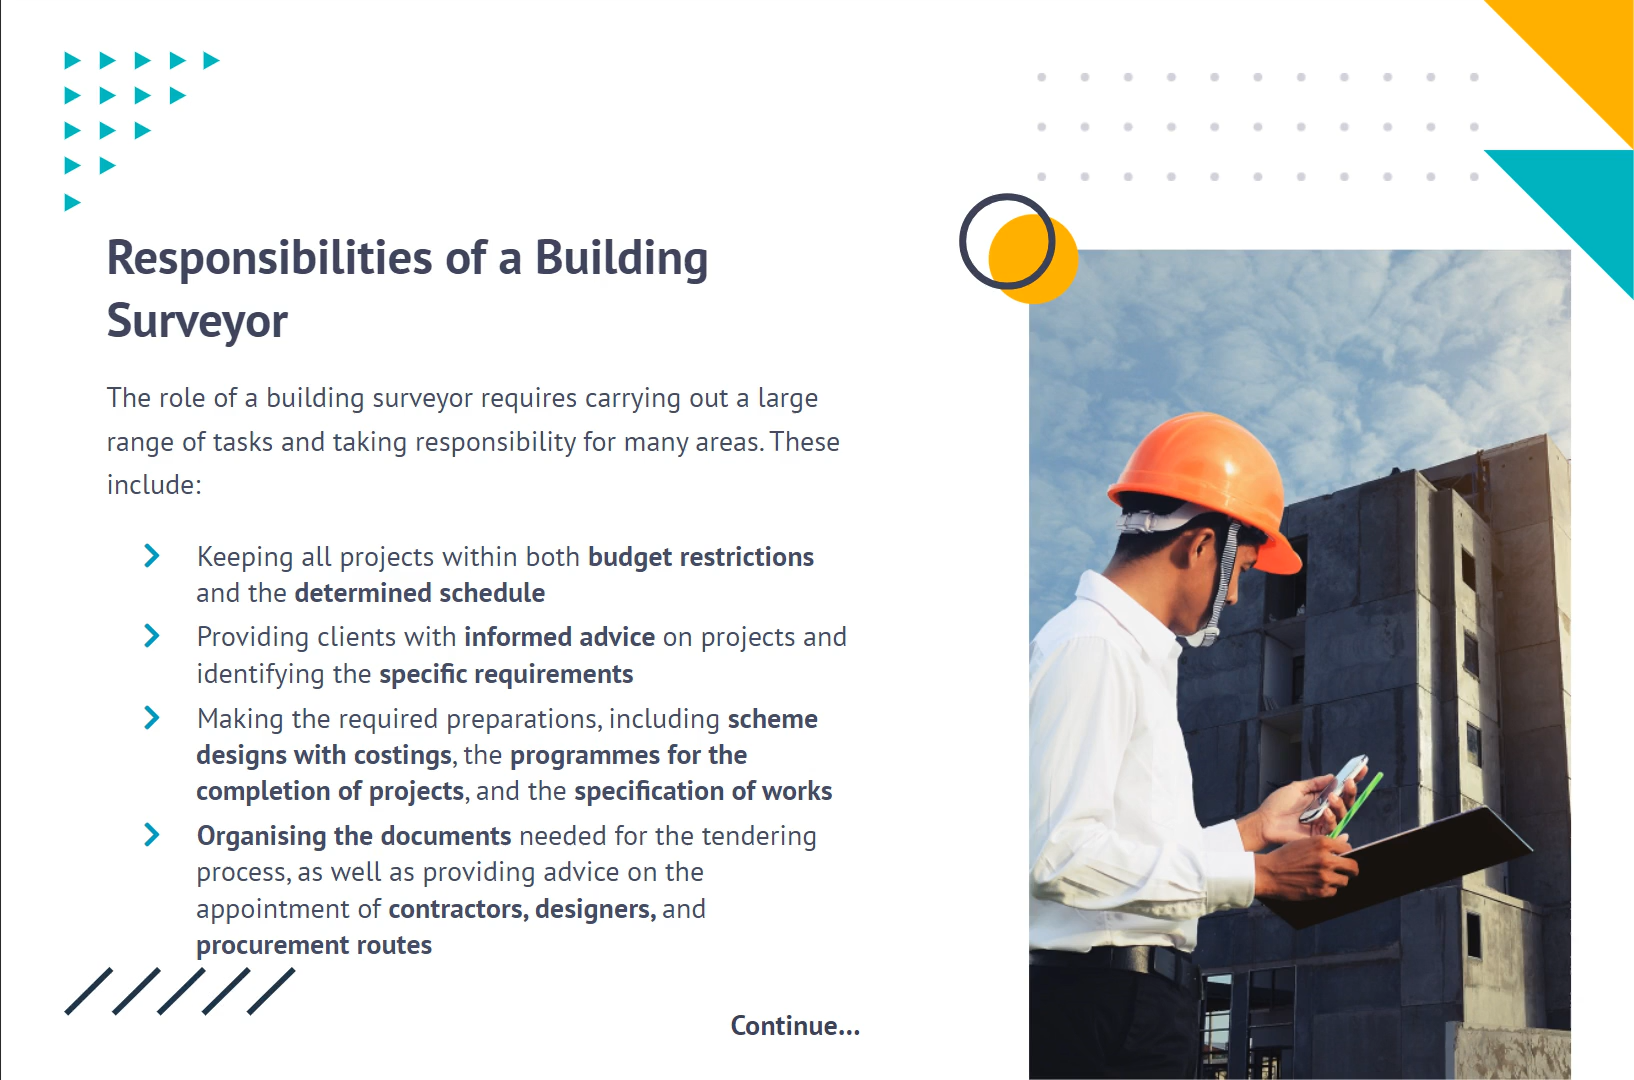 Responsibilities of a Building
Surveyor
The role of a building surveyor requires carrying out a large
range of tasks and taking responsibility for many areas. These
include:
Keeping all projects within both budget restrictions
and the determined schedule
Providing clients with informed advice on projects and
identifying the specific requirements
Making the required preparations, including scheme
designs with costings, the programmes for the
completion of projects, and the specification of works
Organising the documents needed for the tendering
process, as well as providing advice on the
appointment of contractors, designers, and
procurement routes
Continue...